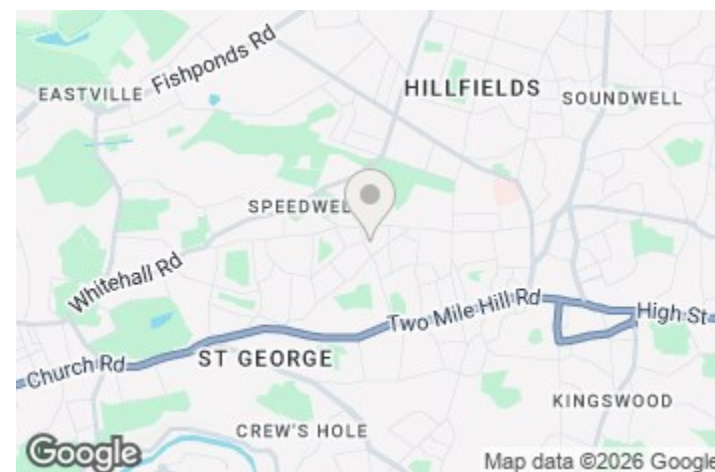 Fishponds Rd
EASTVILLE
HILLFIELDS
SOUNDWELL
SPEEDWEL
Whitehall Rd
Two Mile Hill Rd
High St
Church Rd
ST GEORGE
KINGSWOOD
CREW'S HOLE
Google
Map data ©2026 Google